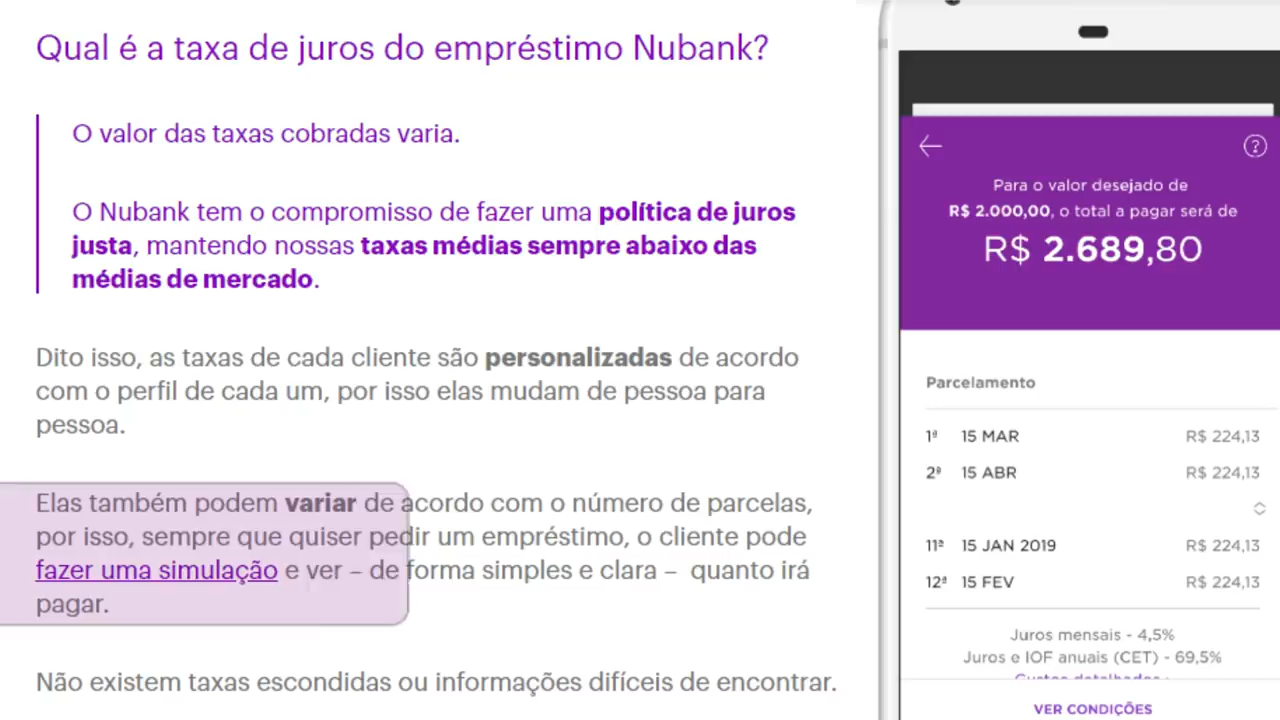 Qual é a taxa de juros do empréstimo Nubank?
O valor das taxas cobradas varia.
O Nubank tem o compromisso de fazer uma política de juros
justa, mantendo nossas taxas médias sempre abaixo das
médias de mercado.
Dito isso, as taxas de cada cliente são personalizadas de acordo
com o perfil de cada um, por isso elas mudam de pessoa para
pessoa.
Elas também podem variar de acordo com o número de parcelas,
por isso, sempre que quiser pedir um empréstimo, o cliente pode
fazer uma simulação e ver – de forma simples e clara – quanto irá
pagar.
Não existem taxas escondidas ou informações difíceis de encontrar.
Para o valor desejado de
R$ 2.000,00, o total a pagar será de
R$ 2.689,80
Parcelamento
1ª 15 MAR R$ 224,13
2ª 15 ABR R$ 224,13
11ª 15 JAN 2019 R$ 224,13
12ª 15 FEV R$ 224,13
Juros mensais - 4,5%
Juros e IOF anuais (CET) - 69,5%
VER CONDIÇÕES